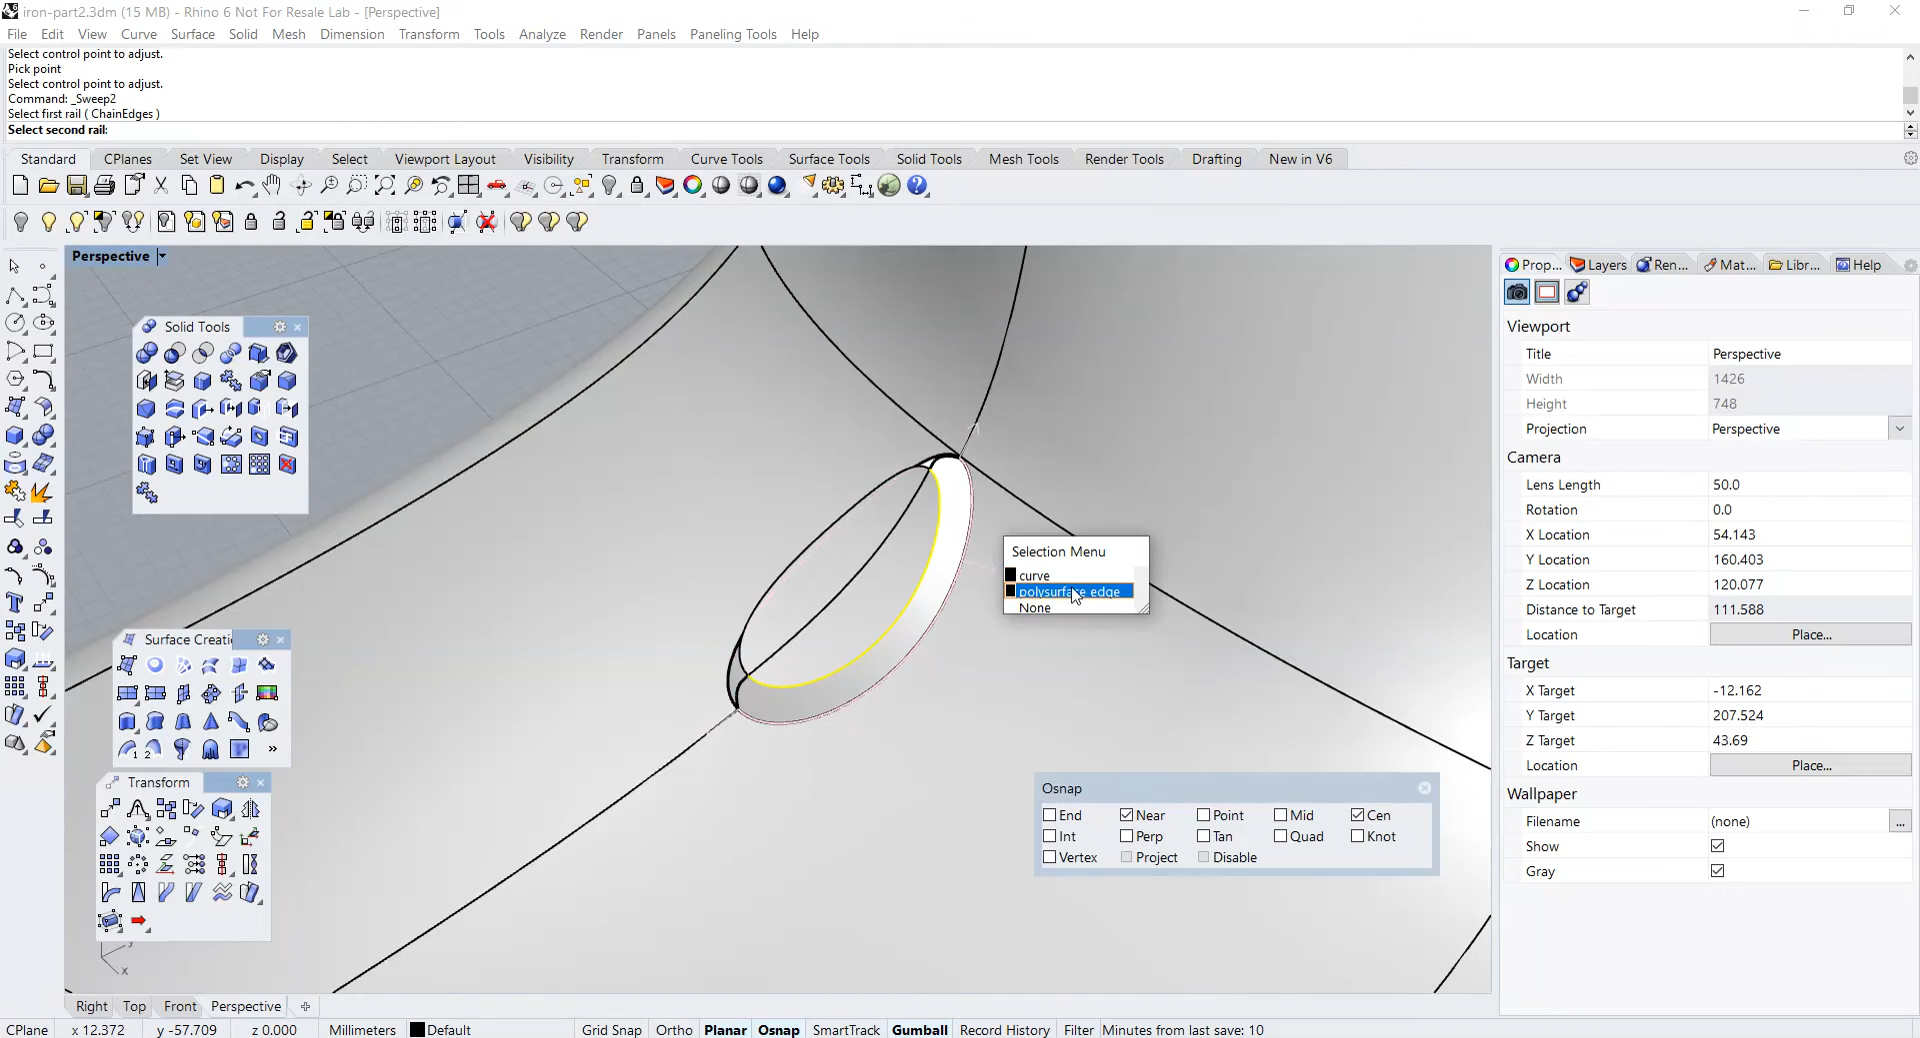 iron-part2.3dm (15 MB) - Rhino 6 Not For Resale Lab - [Perspective]
File Edit View Curve Surface Solid Mesh Dimension Transform Tools Analyze Render Panels Paneling Tools Help
Select control point to adjust.
Pick point
Select control point to adjust.
Command: _Sweep2
Select first rail ( ChainEdges )
Select second rail:
Standard CPlanes Set View Display Select Viewport Layout Visibility Transform Curve Tools Surface Tools Solid Tools Mesh Tools Render Tools Drafting New in V6
Perspective
Prop... Layers Ren... Mat... Libr... Help
Solid Tools
Viewport
Title Perspective
Width 1426
Height 748
Projection Perspective
Camera
Lens Length 50.0
Rotation 0.0
X Location 54.143
Y Location 160.403
Z Location 120.077
Distance to Target 111.588
Location Place...
Target
X Target -12.162
Y Target 207.524
Z Target 43.69
Location Place...
Wallpaper
Filename (none) ...
Show
Gray
Selection Menu
curve
polysurface edge
None
Surface Creati
Transform
Osnap
End Near Point Mid Cen
Int Perp Tan Quad Knot
Vertex Project Disable
y
x
Right Top Front Perspective
CPlane x 12.372 y -57.709 z 0.000 Millimeters Default Grid Snap Ortho Planar Osnap SmartTrack Gumball Record History Filter Minutes from last save: 10